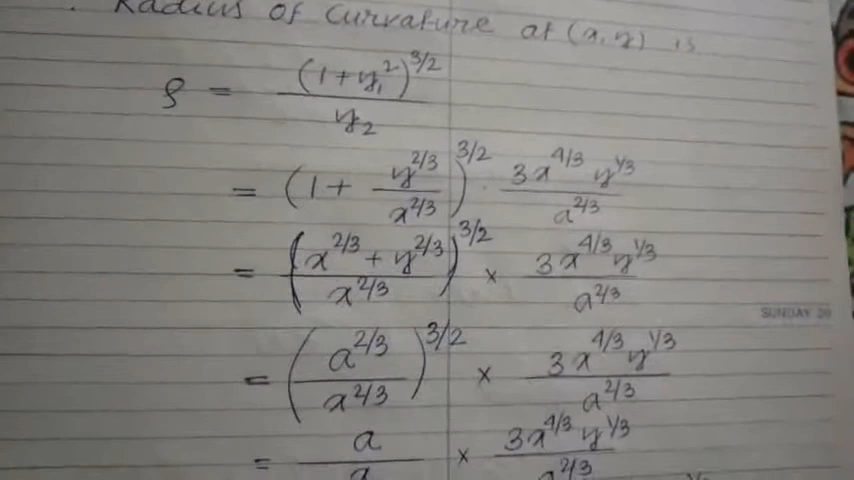 Radius of Curvature at (x, y) is
ρ = (1+y₁²)^3/2 / y₂
= (1 + y^2/3 / x^2/3)^3/2 · 3x^4/3 y^1/3 / a^2/3
= (x^2/3 + y^2/3 / x^2/3)^3/2 × 3x^4/3 y^1/3 / a^2/3
SUNDAY
= (a^2/3 / x^2/3)^3/2 × 3x^4/3 y^1/3 / a^2/3
= a / x × 3x^4/3 y^1/3 / a^2/3